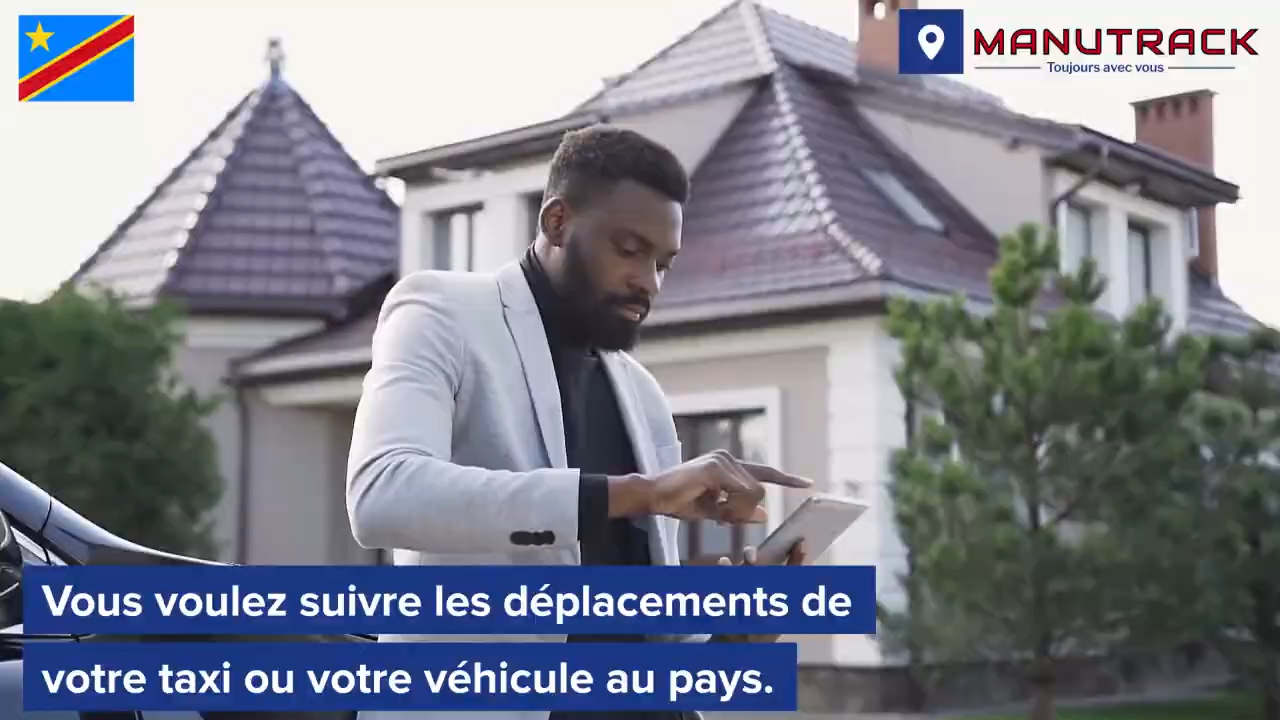 MANUTRACK
Toujours avec vous
Vous voulez suivre les déplacements de
votre taxi ou votre véhicule au pays.